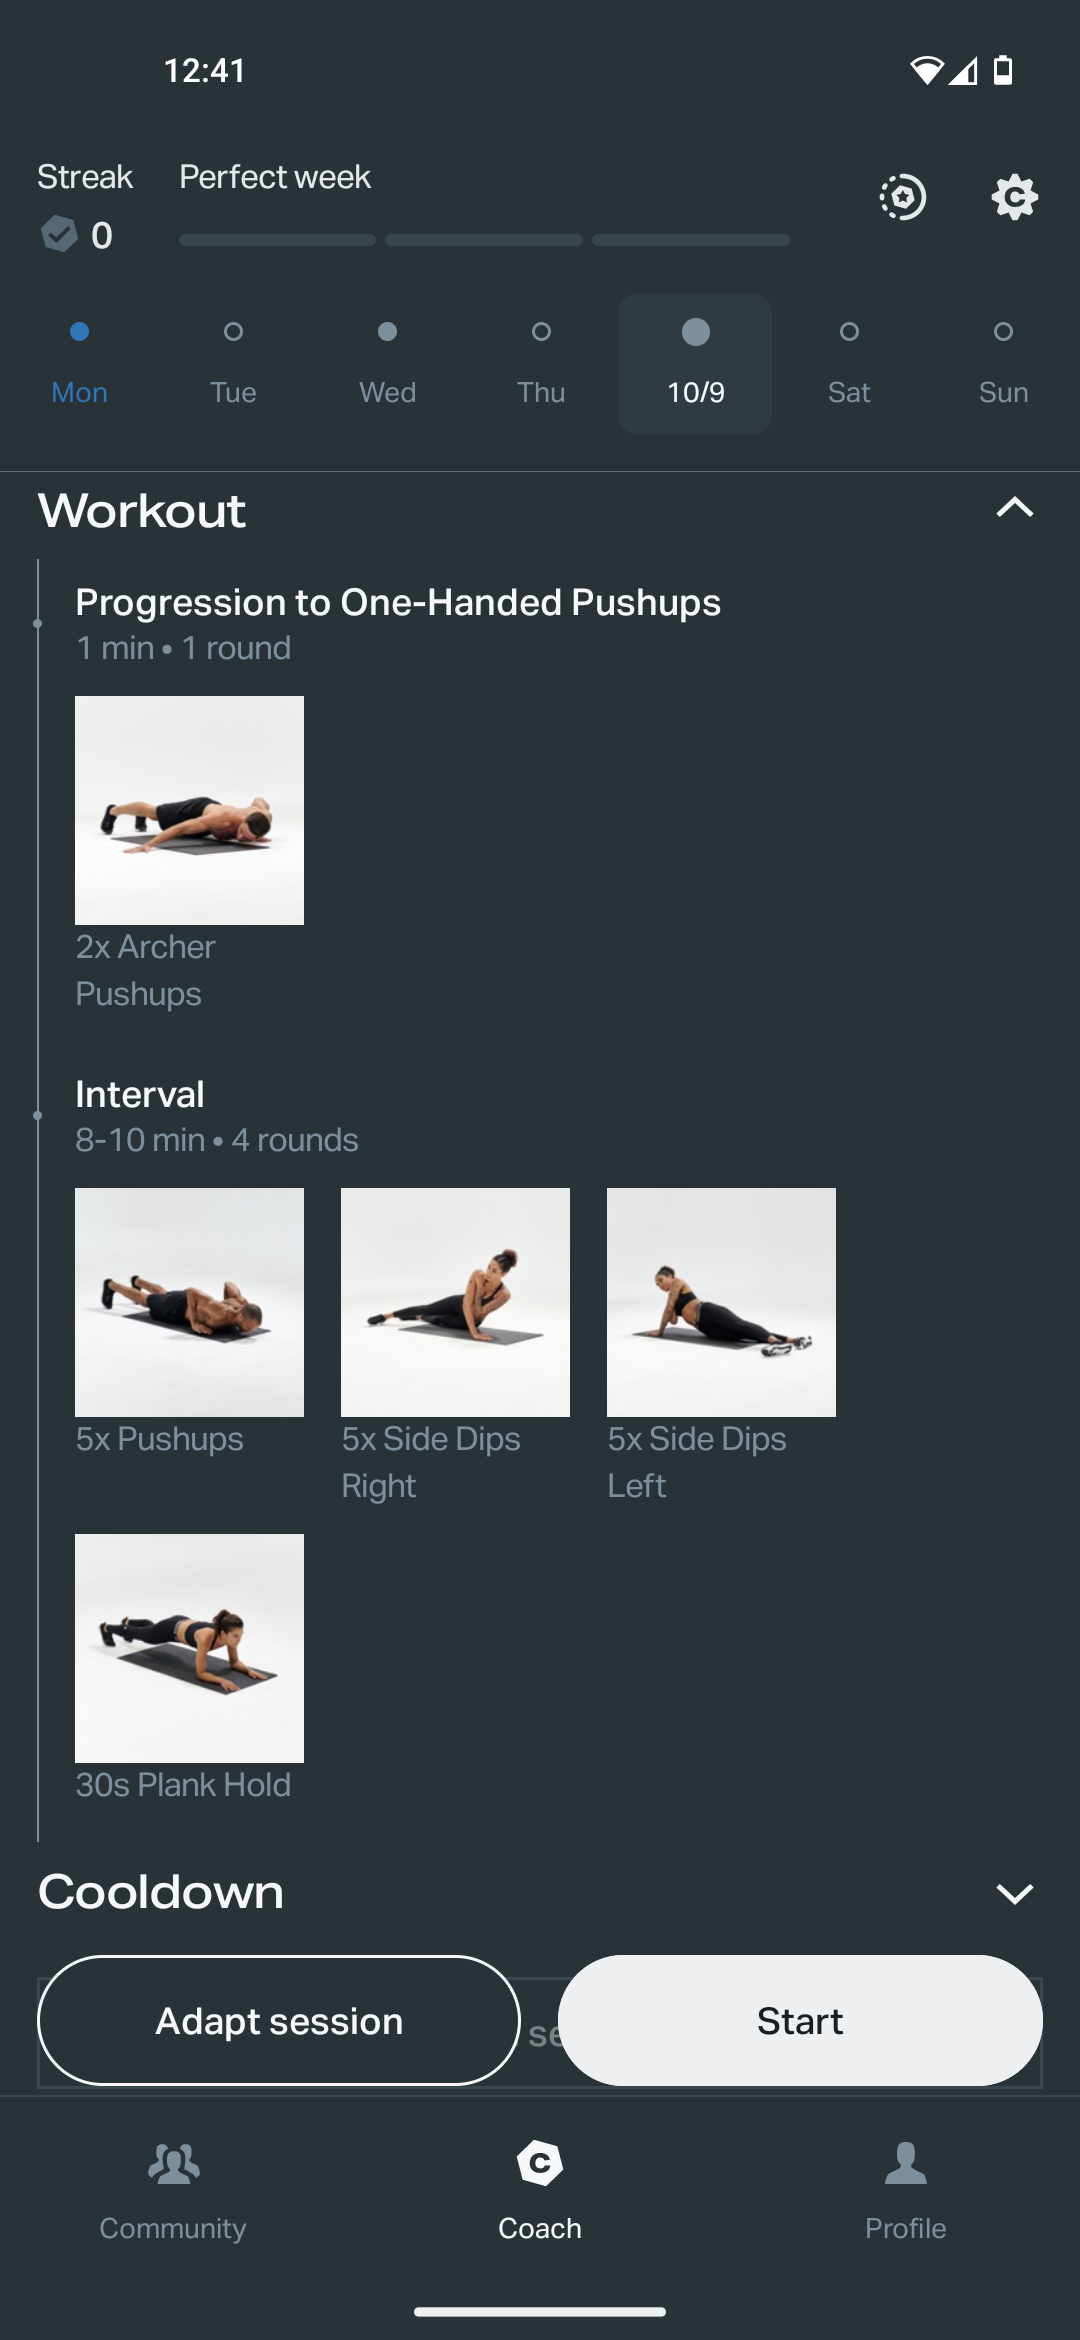 12:41
Streak
Perfect week
0
Mon
Tue
Wed
Thu
10/9
Sat
Sun
Workout
Progression to One-Handed Pushups
1 min • 1 round
2x Archer
Pushups
Interval
8-10 min • 4 rounds
5x Pushups
5x Side Dips
Right
5x Side Dips
Left
30s Plank Hold
Cooldown
Adapt session
se
Start
C
Community
Coach
Profile